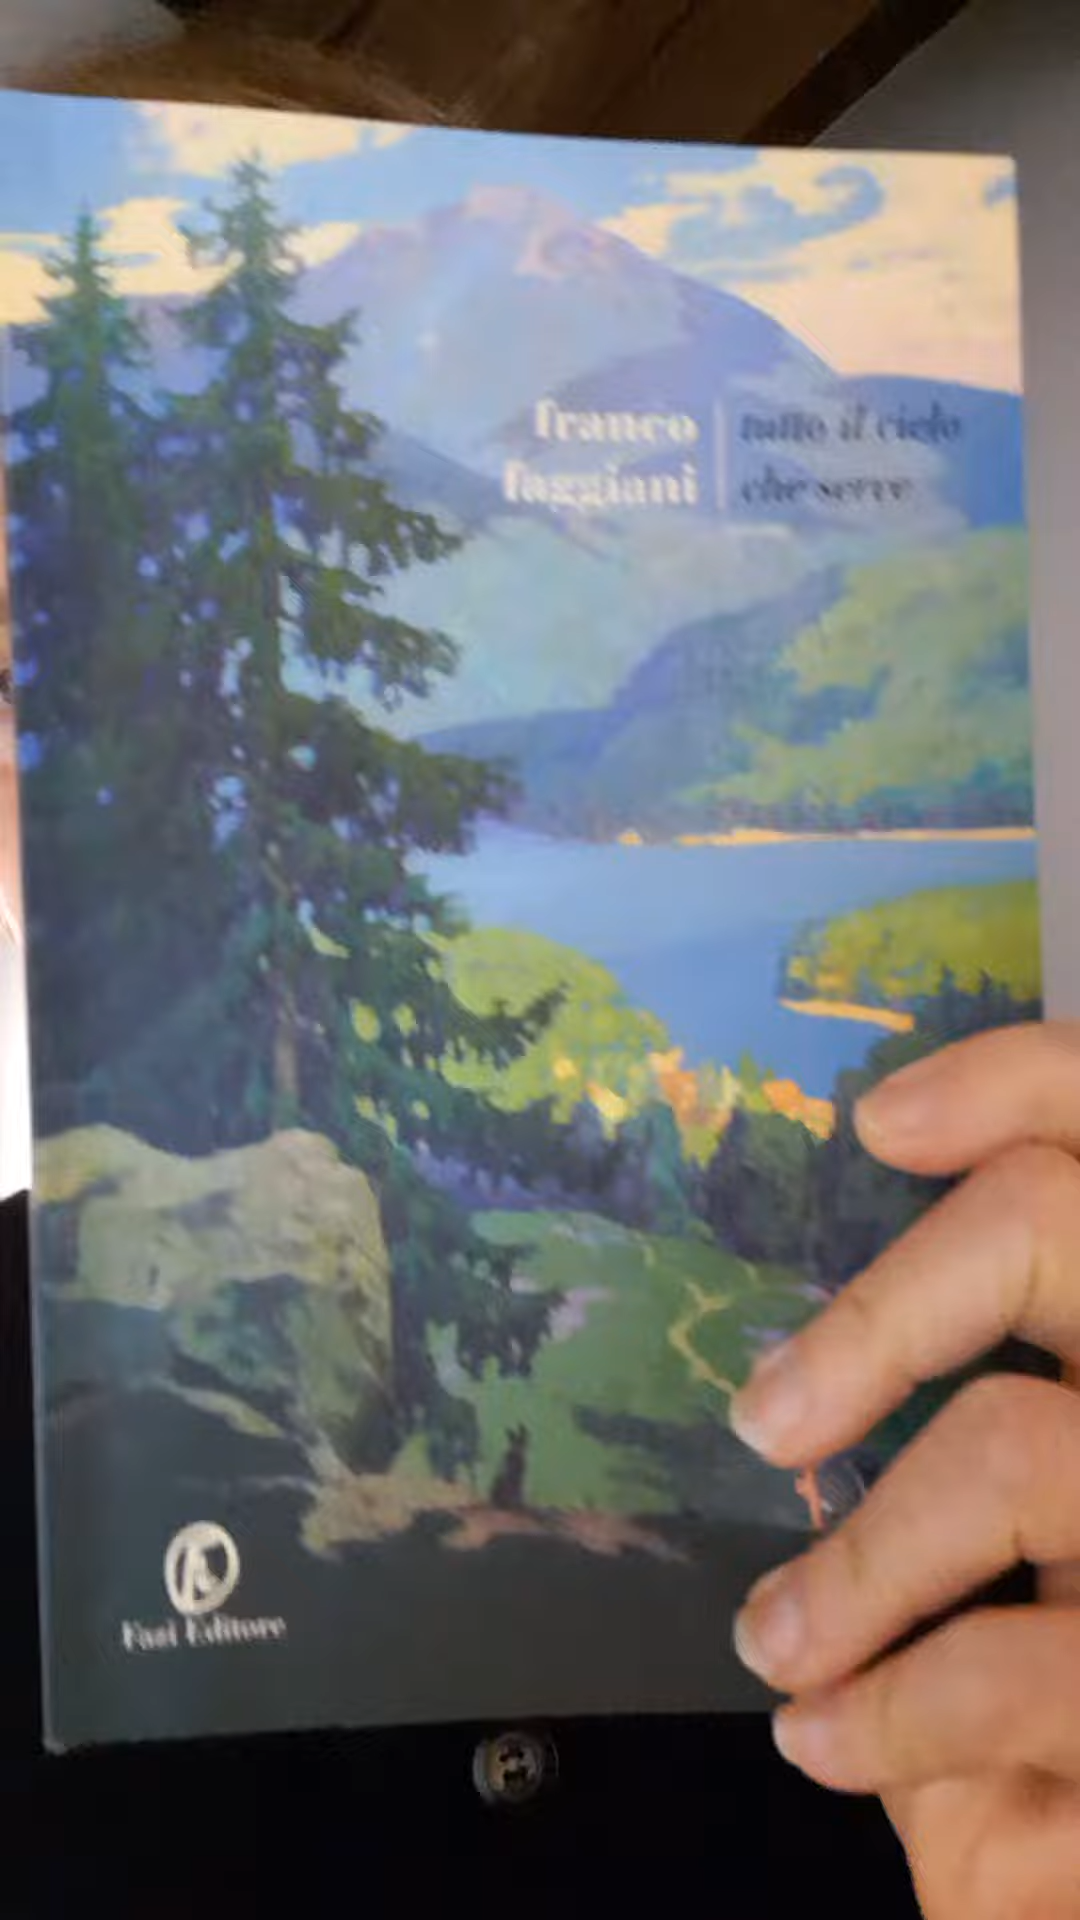 franco
faggiani
tutto il cielo
che serve
Fazi Editore